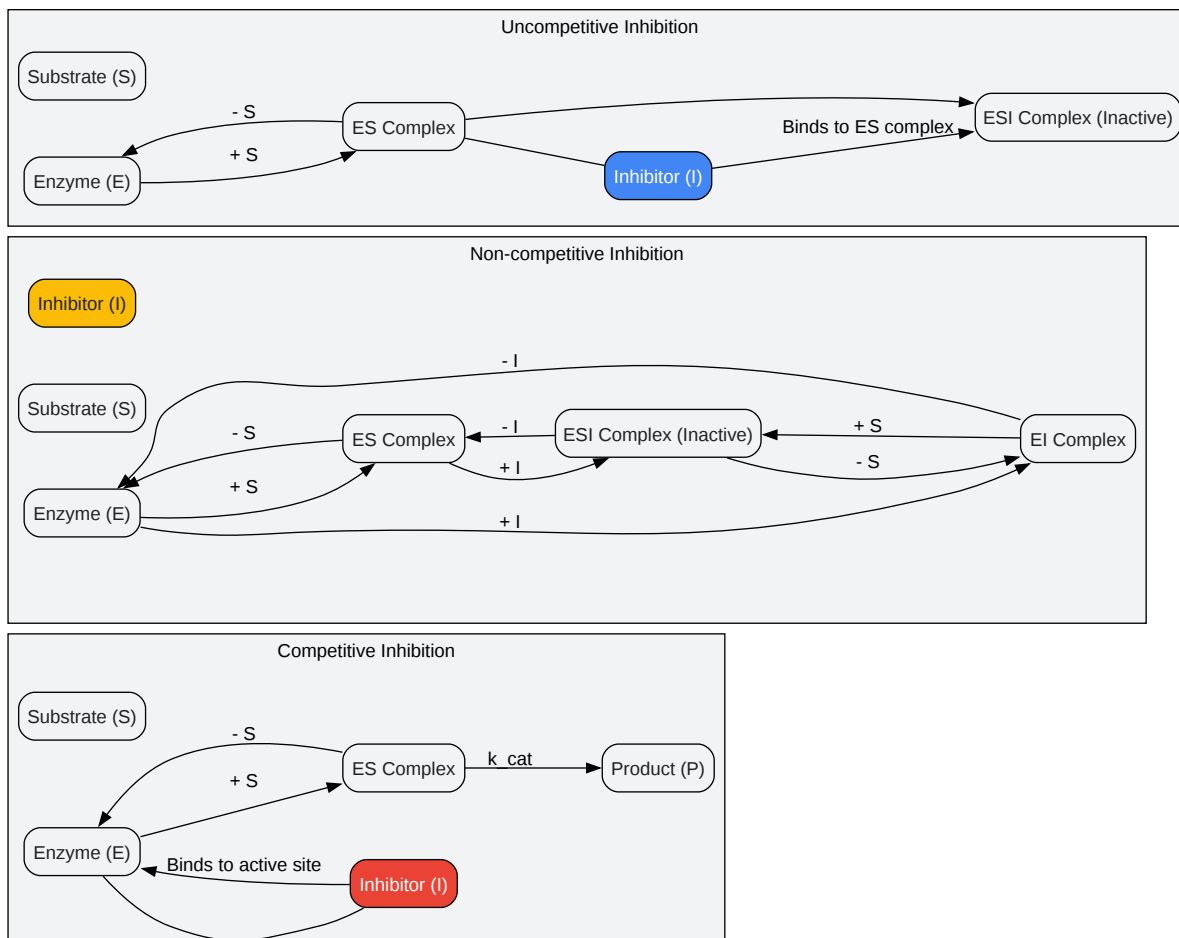 Uncompetitive Inhibition
Substrate (S)
- S
ES Complex
ESI Complex (Inactive)
Binds to ES complex
+ S
Enzyme (E)
Inhibitor (I)
Non-competitive Inhibition
Inhibitor (I)
- I
Substrate (S)
- S
ES Complex
- I
ESI Complex (Inactive)
+ S
EI Complex
+ I
- S
+ S
Enzyme (E)
+ I
Competitive Inhibition
Substrate (S)
- S
ES Complex
k_cat
Product (P)
+ S
Enzyme (E)
Binds to active site
Inhibitor (I)